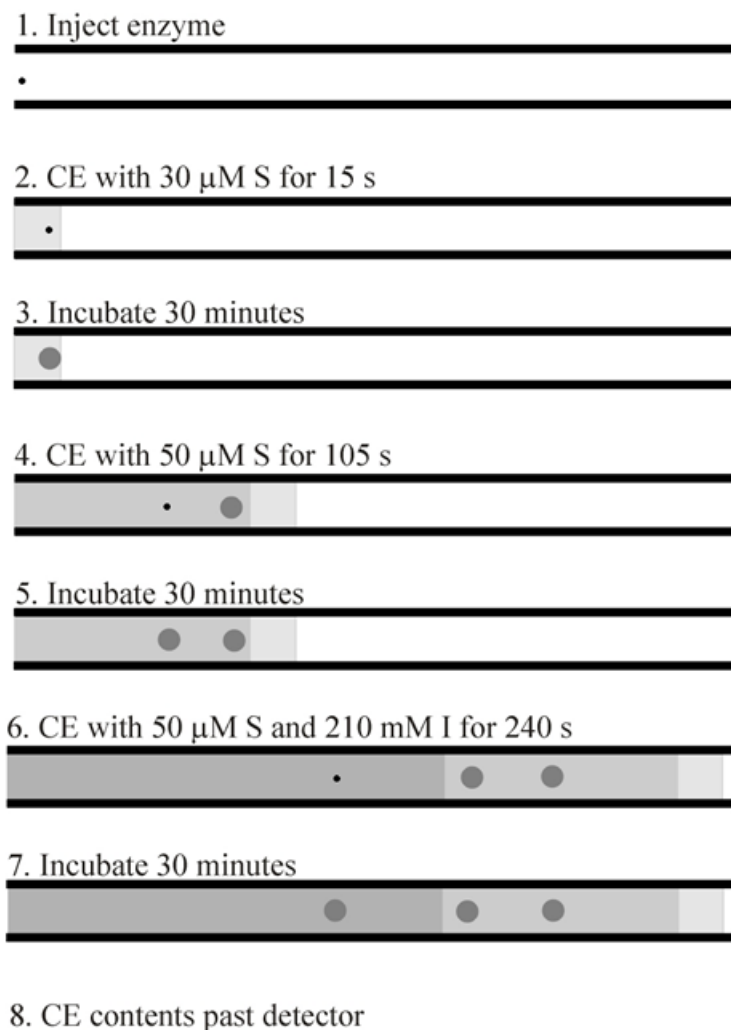 1. Inject enzyme
2. CE with 30 μM S for 15 s
3. Incubate 30 minutes
4. CE with 50 μM S for 105 s
5. Incubate 30 minutes
6. CE with 50 μM S and 210 mM I for 240 s
7. Incubate 30 minutes
8. CE contents past detector